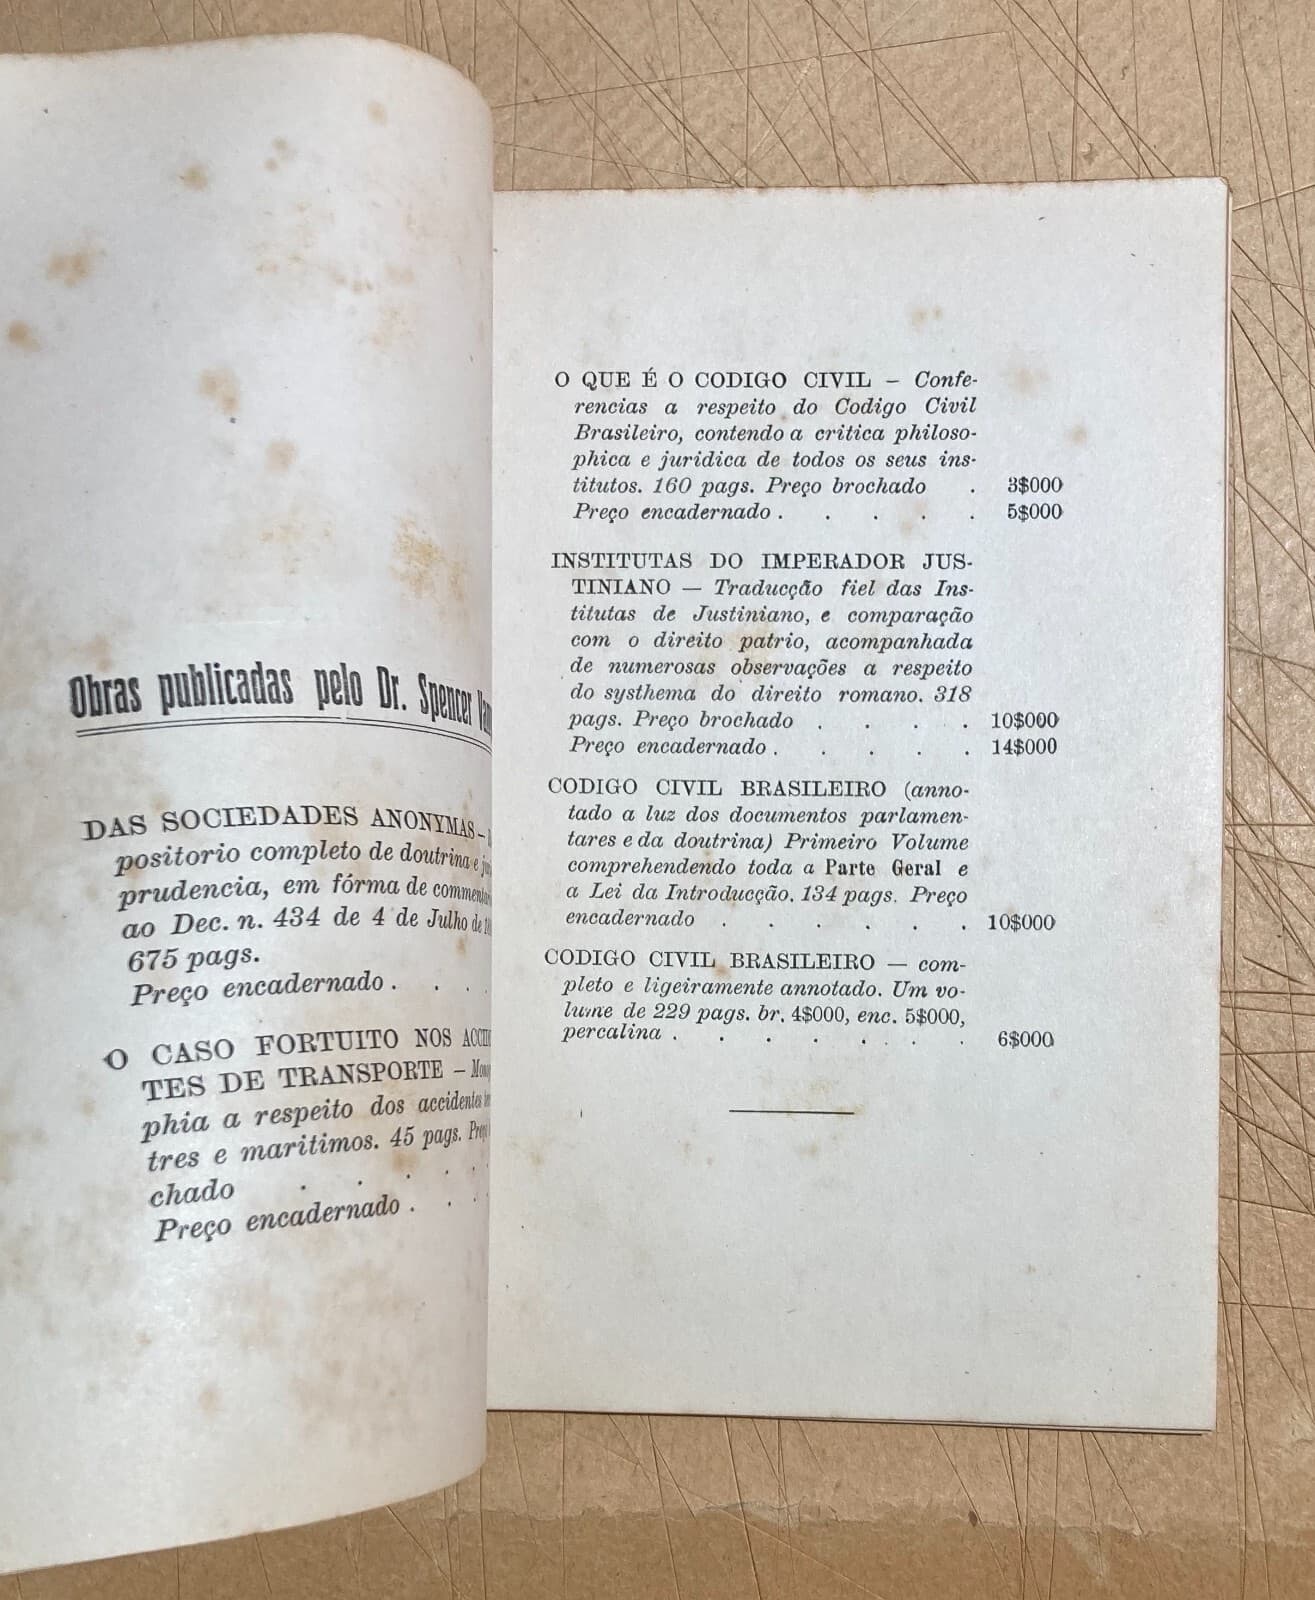 Obras publicadas pelo Dr. Spencer
DAS SOCIEDADES ANONYMAS –
positorio completo de doutrina e
prudencia, em fórma de
ao Dec. n. 434 de 4 de Julho de
675 pags.
Preço encadernado . . .
O CASO FORTUITO NOS
TES DE TRANSPORTE –
phia a respeito dos accidentes
tres e maritimos. 45 pags.
chado . . . . .
Preço encadernado . . .
O QUE É O CODIGO CIVIL – Confe-
rencias a respeito do Codigo Civil
Brasileiro, contendo a critica philoso-
phica e juridica de todos os seus ins-
titutos. 160 pags. Preço brochado . 3$000
Preço encadernado . . . . . 5$000
INSTITUTAS DO IMPERADOR JUS-
TINIANO — Traducção fiel das Ins-
titutas de Justiniano, e comparação
com o direito patrio, acompanhada
de numerosas observações a respeito
do systhema do direito romano. 318
pags. Preço brochado . . . . 10$000
Preço encadernado . . . . . 14$000
CODIGO CIVIL BRASILEIRO (anno-
tado a luz dos documentos parlamen-
tares e da doutrina) Primeiro Volume
comprehendendo toda a Parte Geral e
a Lei da Introducção. 134 pags. Preço
encadernado . . . . . . 10$000
CODIGO CIVIL BRASILEIRO — com-
pleto e ligeiramente annotado. Um vo-
lume de 229 pags. br. 4$000, enc. 5$000,
percalina . . . . . . . 6$000